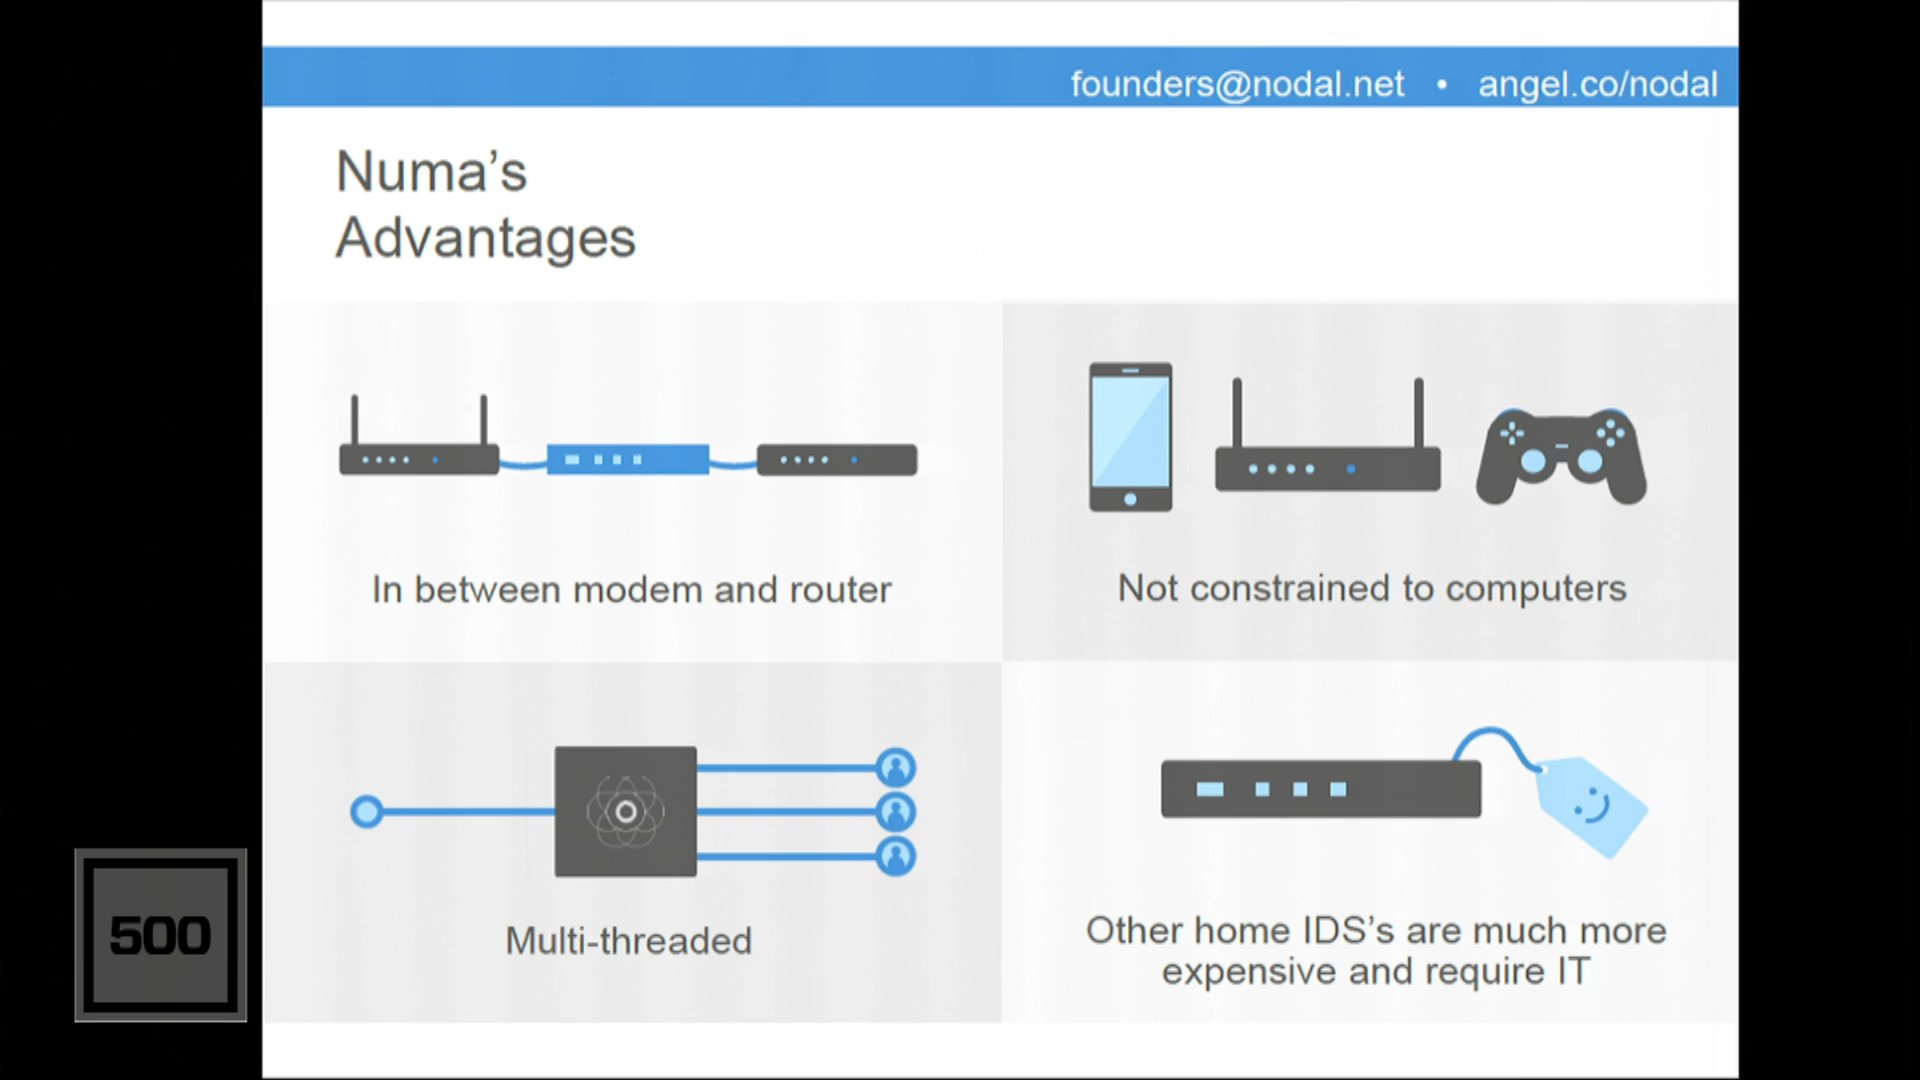 founders@nodal.net • angel.co/nodal
Numa’s
Advantages
In between modem and router
Not constrained to computers
Multi-threaded
Other home IDS’s are much more
expensive and require IT
500